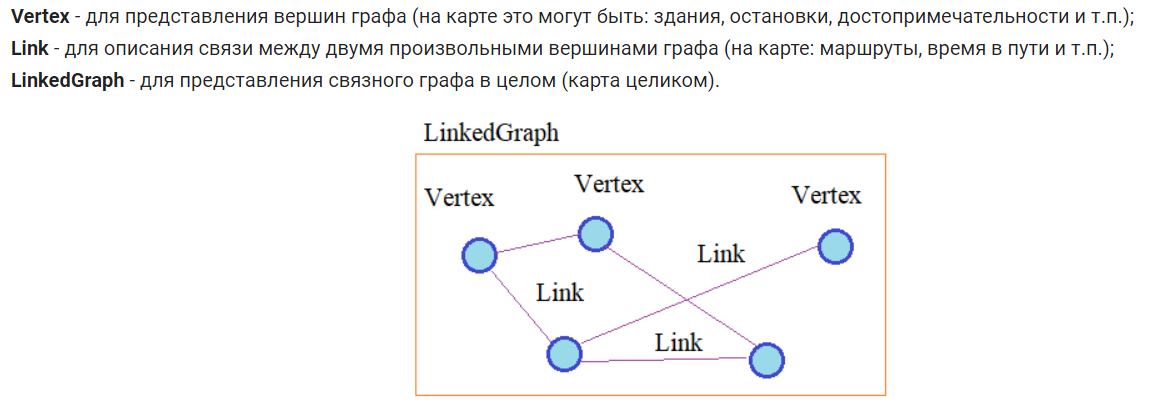 Vertex - для представления вершин графа (на карте это могут быть: здания, остановки, достопримечательности и т.п.);
Link - для описания связи между двумя произвольными вершинами графа (на карте: маршруты, время в пути и т.п.);
LinkedGraph - для представления связного графа в целом (карта целиком).
LinkedGraph
Vertex
Vertex
Vertex
Link
Link
Link